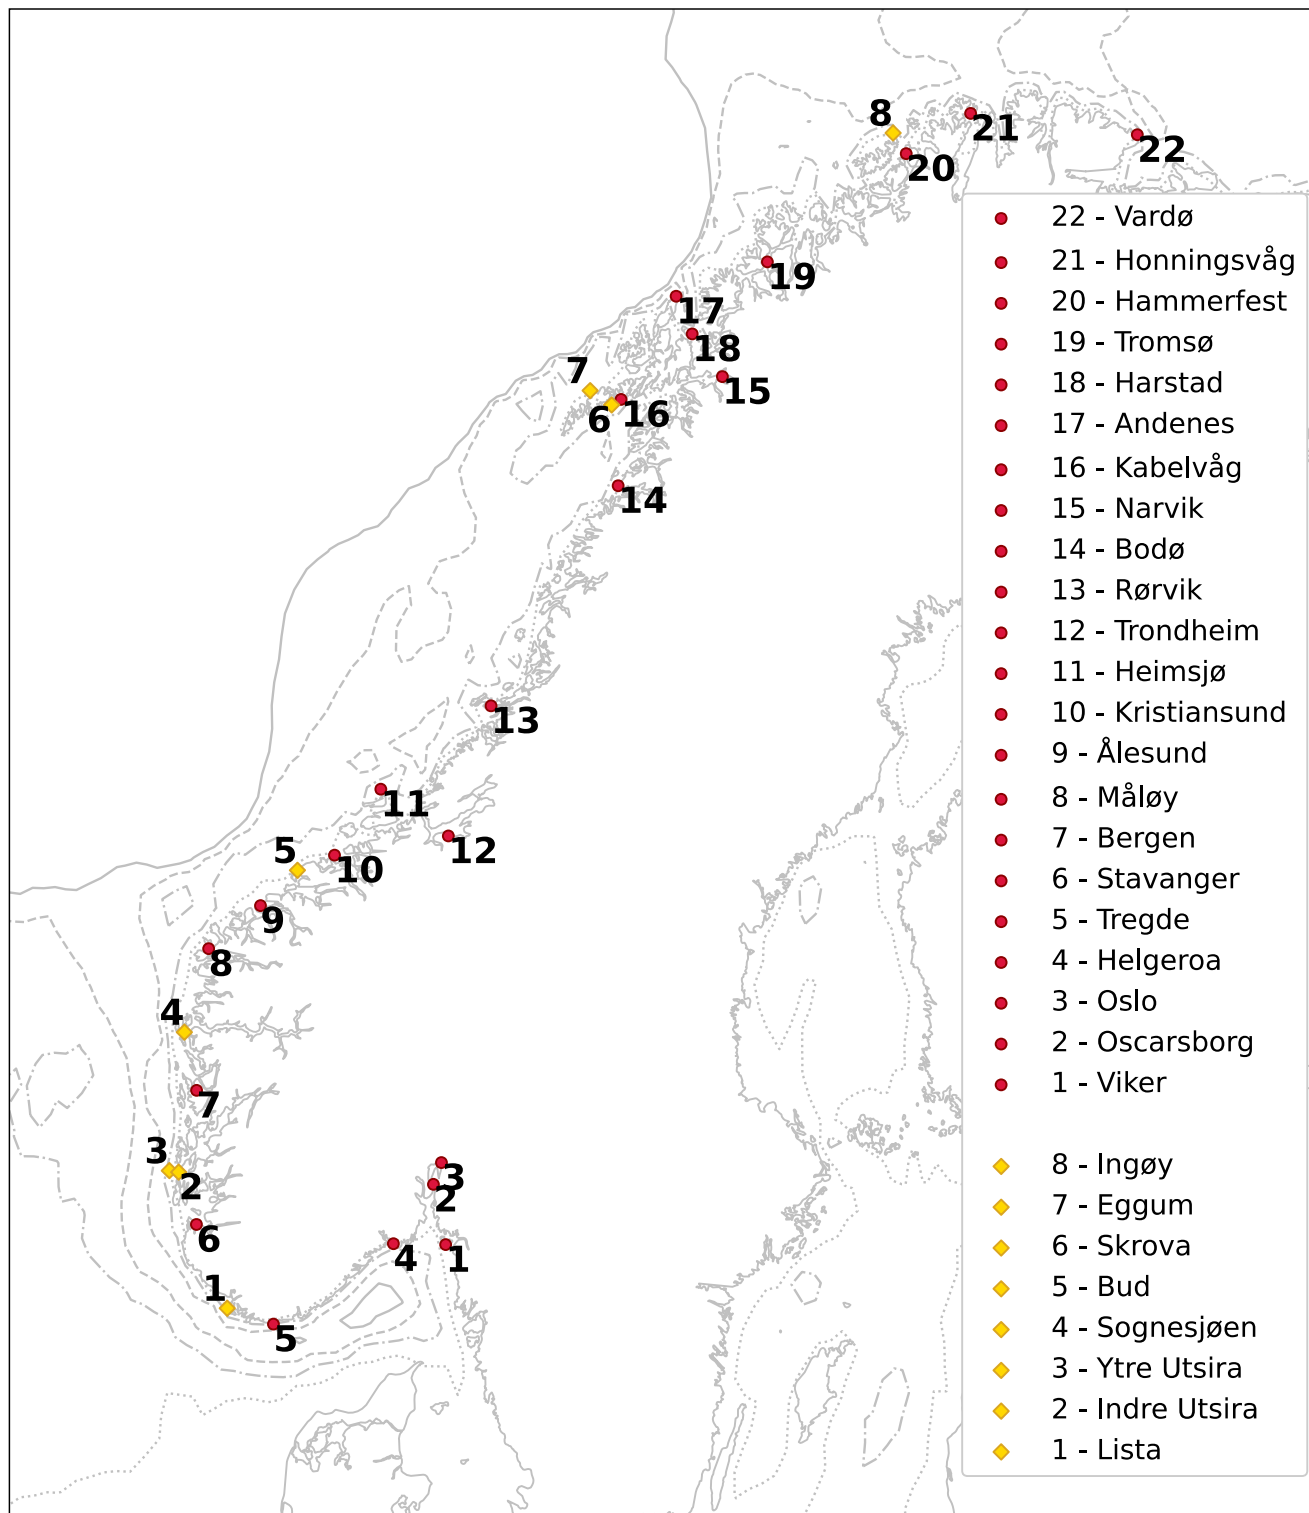 8
21
22
20
19
17
18
7
15
6
16
14
13
11
12
5
10
9
8
4
7
3
2
3
2
6
4
1
1
5
22 - Vardø
21 - Honningsvåg
20 - Hammerfest
19 - Tromsø
18 - Harstad
17 - Andenes
16 - Kabelvåg
15 - Narvik
14 - Bodø
13 - Rørvik
12 - Trondheim
11 - Heimsjø
10 - Kristiansund
9 - Ålesund
8 - Måløy
7 - Bergen
6 - Stavanger
5 - Tregde
4 - Helgeroa
3 - Oslo
2 - Oscarsborg
1 - Viker
8 - Ingøy
7 - Eggum
6 - Skrova
5 - Bud
4 - Sognesjøen
3 - Ytre Utsira
2 - Indre Utsira
1 - Lista